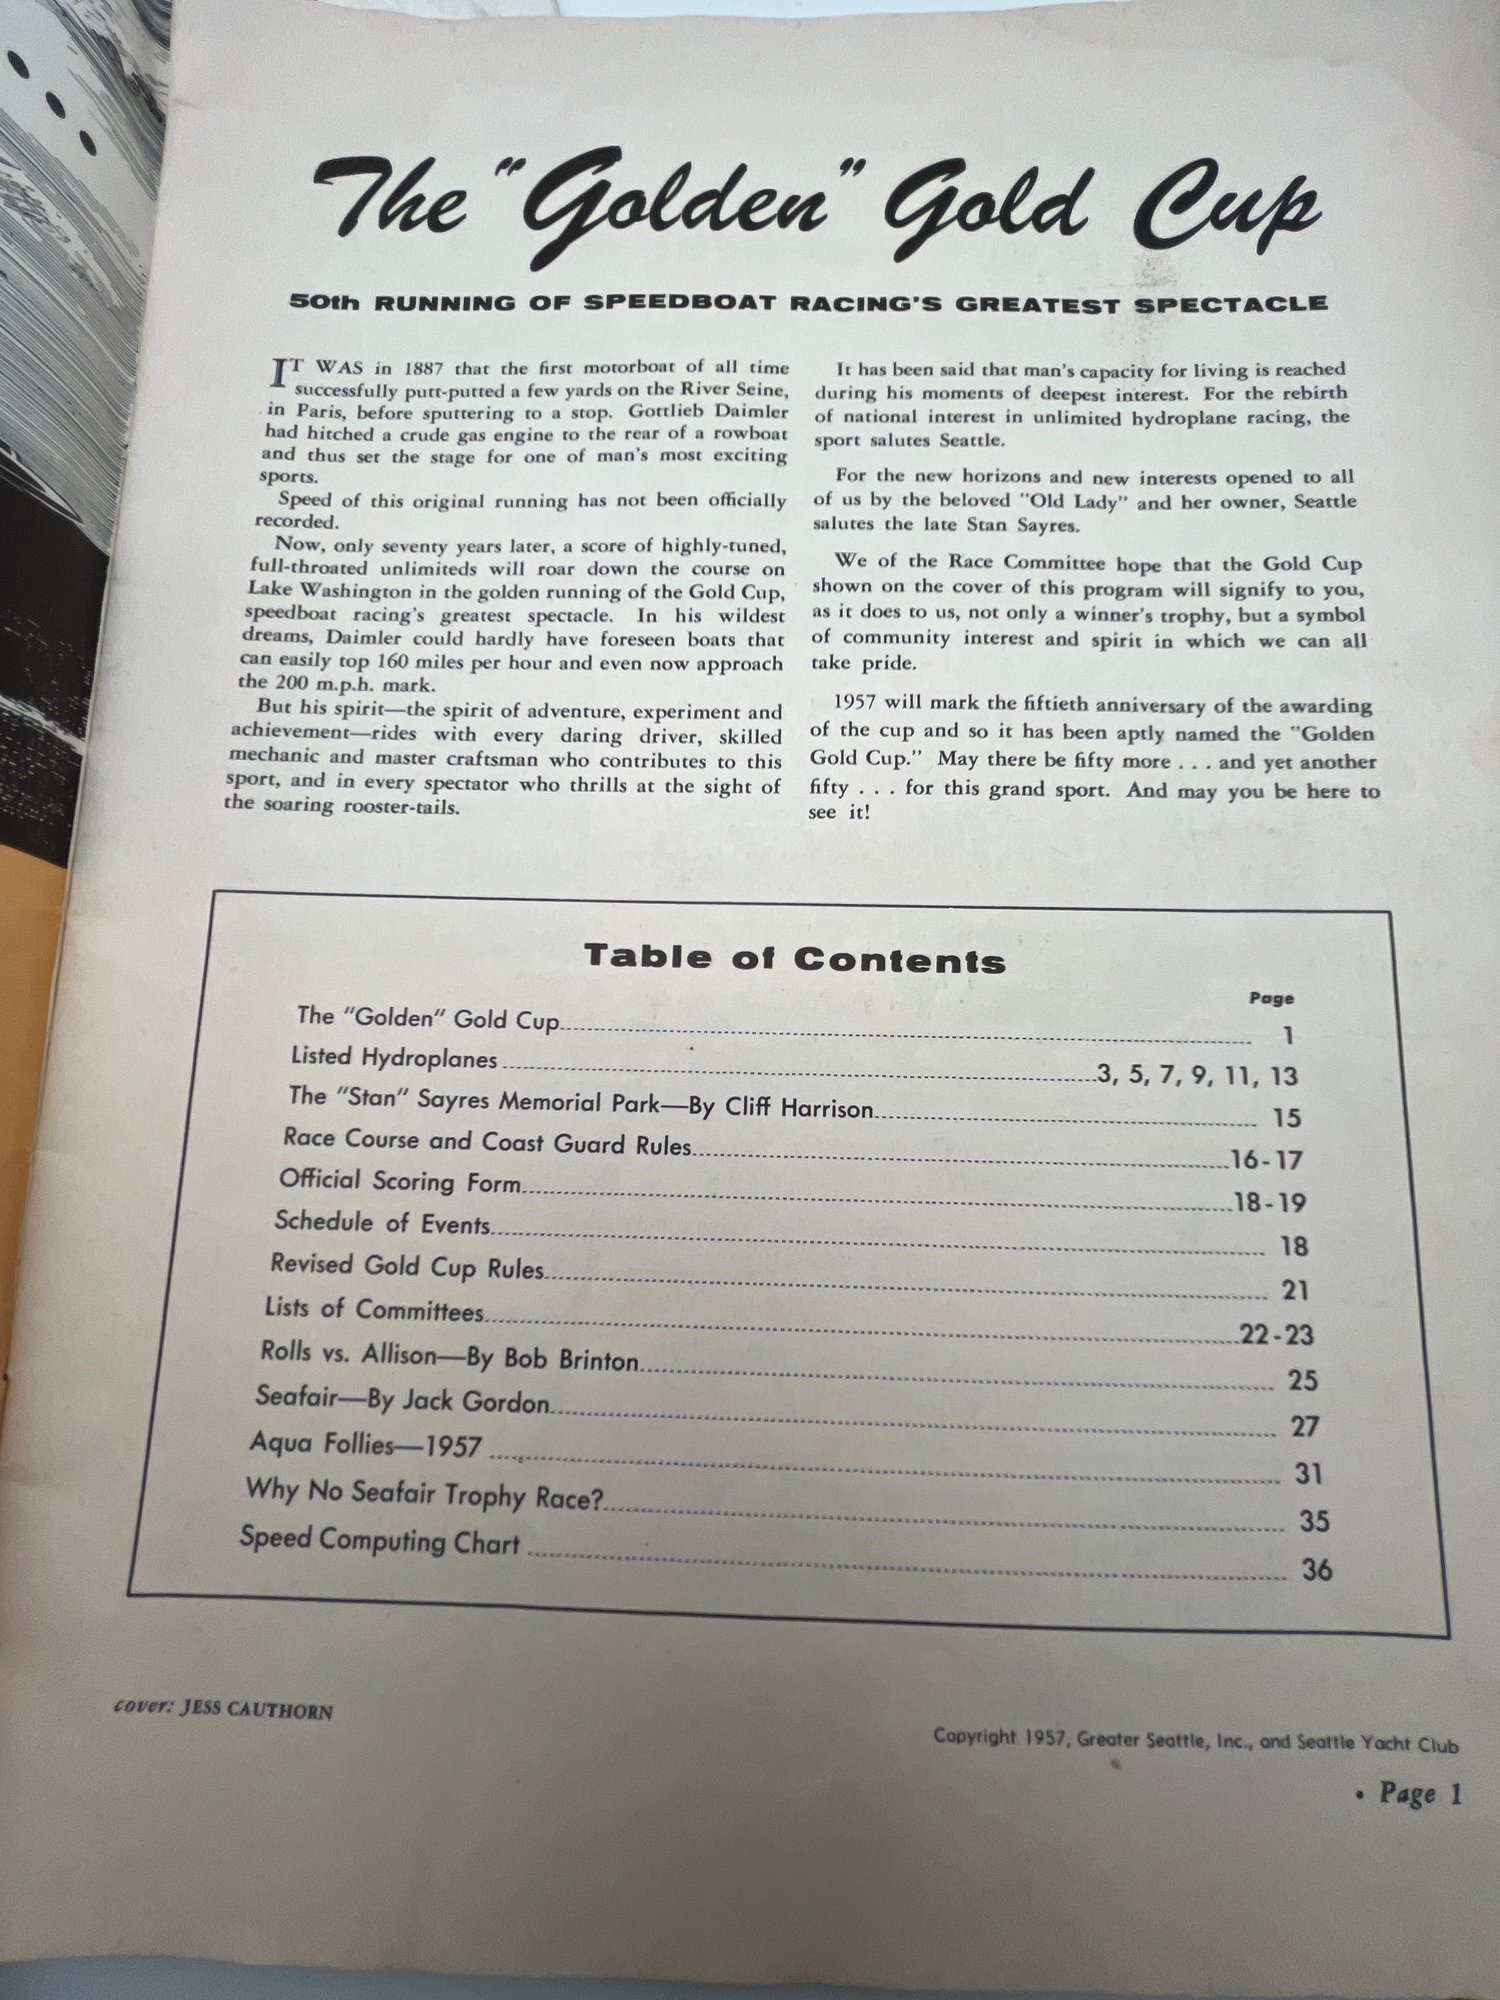 The "Golden" Gold Cup
50th RUNNING OF SPEEDBOAT RACING'S GREATEST SPECTACLE
IT WAS in 1887 that the first motorboat of all time
successfully putt-putted a few yards on the River Seine,
in Paris, before sputtering to a stop. Gottlieb Daimler
had hitched a crude gas engine to the rear of a rowboat
and thus set the stage for one of man's most exciting
sports.
Speed of this original running has not been officially
recorded.
Now, only seventy years later, a score of highly-tuned,
full-throated unlimiteds will roar down the course on
Lake Washington in the golden running of the Gold Cup,
speedboat racing's greatest spectacle. In his wildest
dreams, Daimler could hardly have foreseen boats that
can easily top 160 miles per hour and even now approach
the 200 m.p.h. mark.
But his spirit—the spirit of adventure, experiment and
achievement—rides with every daring driver, skilled
mechanic and master craftsman who contributes to this
sport, and in every spectator who thrills at the sight of
the soaring rooster-tails.
It has been said that man's capacity for living is reached
during his moments of deepest interest. For the rebirth
of national interest in unlimited hydroplane racing, the
sport salutes Seattle.
For the new horizons and new interests opened to all
of us by the beloved "Old Lady" and her owner, Seattle
salutes the late Stan Sayres.
We of the Race Committee hope that the Gold Cup
shown on the cover of this program will signify to you,
as it does to us, not only a winner's trophy, but a symbol
of community interest and spirit in which we can all
take pride.
1957 will mark the fiftieth anniversary of the awarding
of the cup and so it has been aptly named the "Golden
Gold Cup." May there be fifty more . . . and yet another
fifty . . . for this grand sport. And may you be here to
see it!
Table of Contents
Page
The "Golden" Gold Cup 1
Listed Hydroplanes 3, 5, 7, 9, 11, 13
The "Stan" Sayres Memorial Park—By Cliff Harrison 15
Race Course and Coast Guard Rules 16-17
Official Scoring Form 18-19
Schedule of Events 18
Revised Gold Cup Rules 21
Lists of Committees 22-23
Rolls vs. Allison—By Bob Brinton 25
Seafair—By Jack Gordon 27
Aqua Follies—1957 31
Why No Seafair Trophy Race? 35
Speed Computing Chart 36
cover: JESS CAUTHORN
Copyright 1957, Greater Seattle, Inc., and Seattle Yacht Club
• Page 1